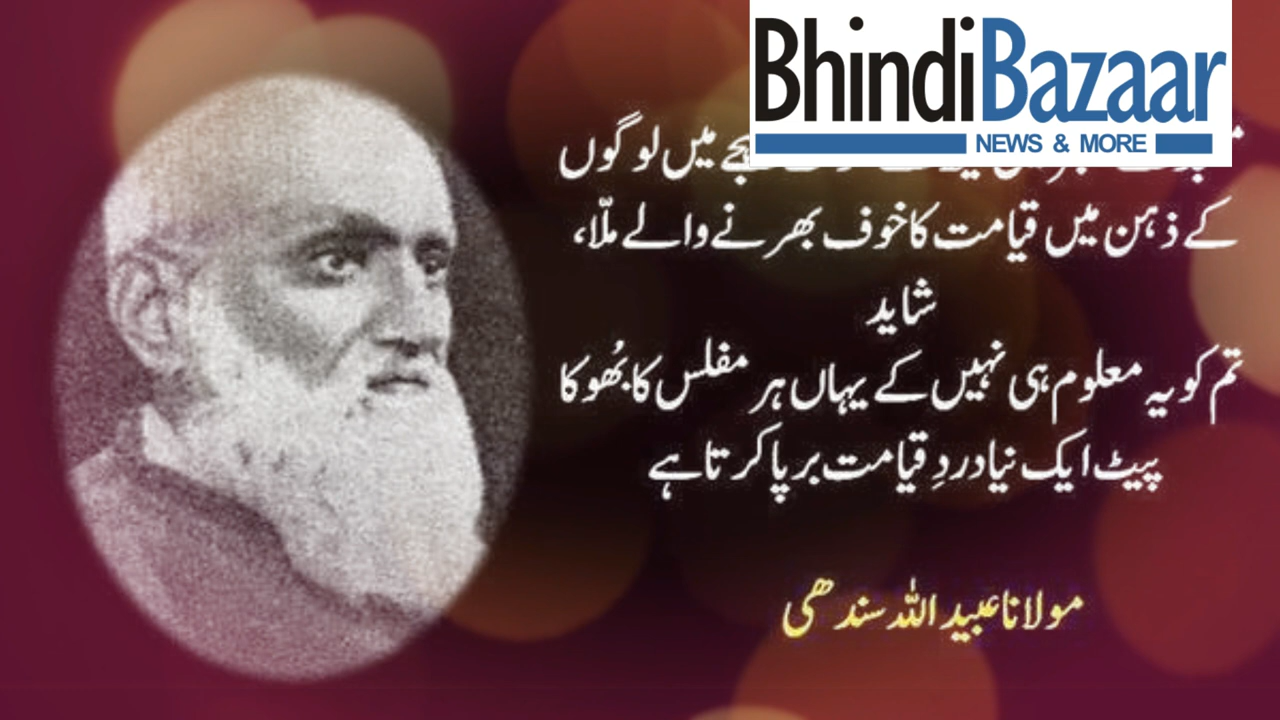 BhindiBazaar
NEWS & MORE
میں لوگوں
کے ذہن میں قیامت کا خوف بھرنے والے ملّا،
شاید
تم کو یہ معلوم ہی نہیں کے یہاں ہر مفلس کا بُھوکا
پیٹ ایک نیا دردِ قیامت برپا کرتا ہے
مولانا عبید اللہ سندھی